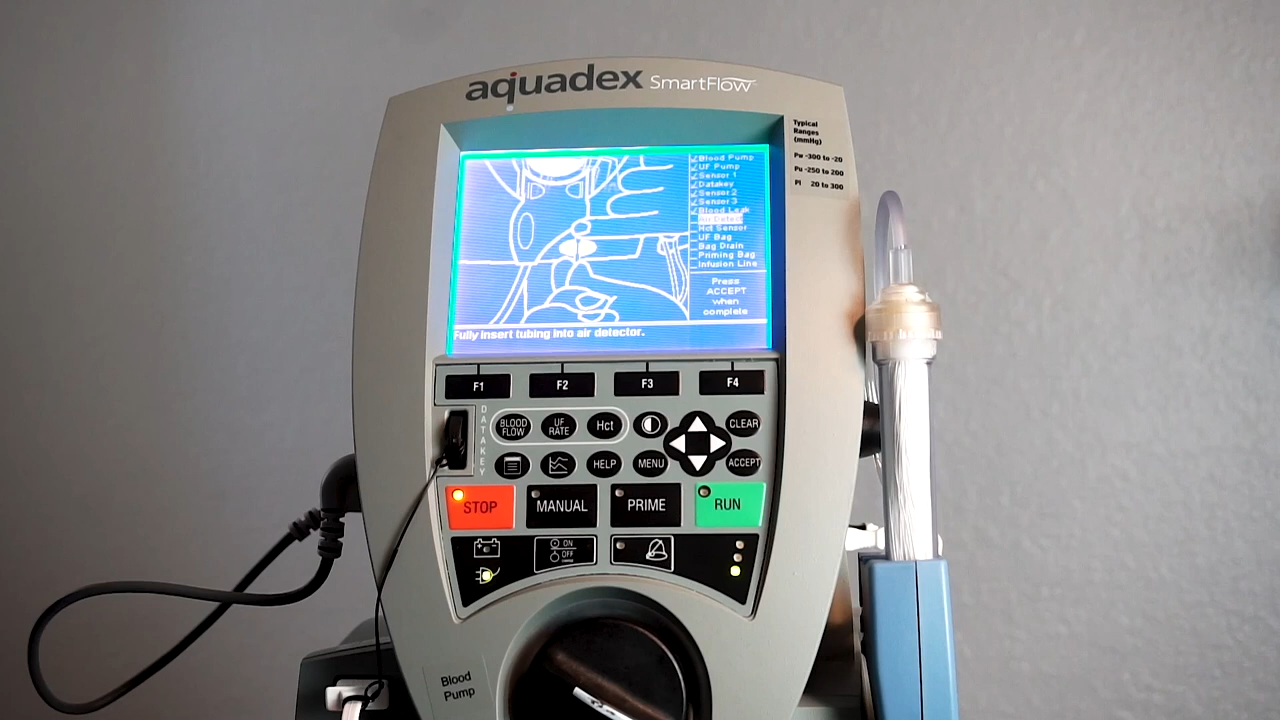 aquadex SmartFlow
Typical
Ranges
(mmHg)
Pw -300 to -20
Pu -250 to 200
Pi 20 to 300
Blood Pump
UF Pump
Sensor 1
Datakey
Sensor 2
Sensor 3
Blood Leak
Air Detect
Hct Sensor
UF Bag
Bag Drain
Priming Bag
Infusion Line
Press
ACCEPT
when
complete
Fully insert tubing into air detector.
F1 F2 F3 F4
DATAKEY
BLOOD FLOW
UF RATE
Hct
CLEAR
HELP
MENU
ACCEPT
STOP
MANUAL
PRIME
RUN
ON
OFF
Blood
Pump